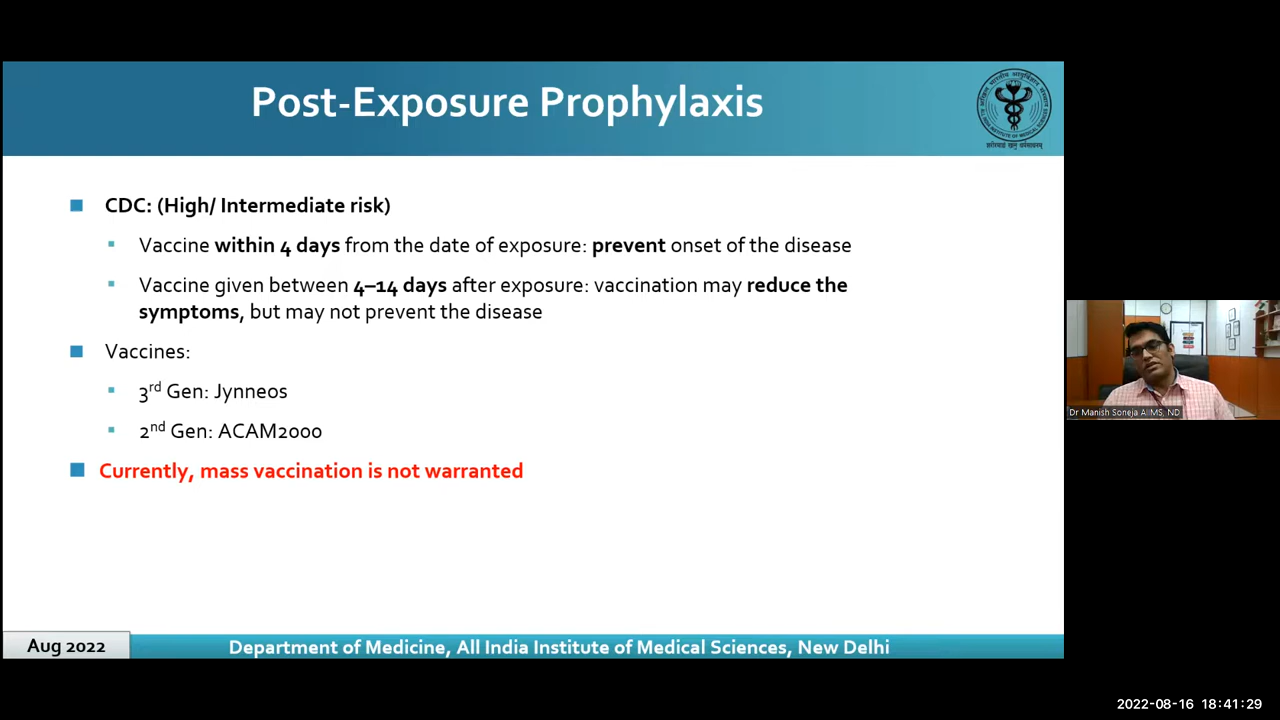 Post-Exposure Prophylaxis
CDC: (High/ Intermediate risk)
Vaccine within 4 days from the date of exposure: prevent onset of the disease
Vaccine given between 4–14 days after exposure: vaccination may reduce the
symptoms, but may not prevent the disease
Vaccines:
3rd Gen: Jynneos
2nd Gen: ACAM2000
Currently, mass vaccination is not warranted
Dr Manish Soneja AIIMS, ND
Aug 2022
Department of Medicine, All India Institute of Medical Sciences, New Delhi
2022-08-16 18:41:29